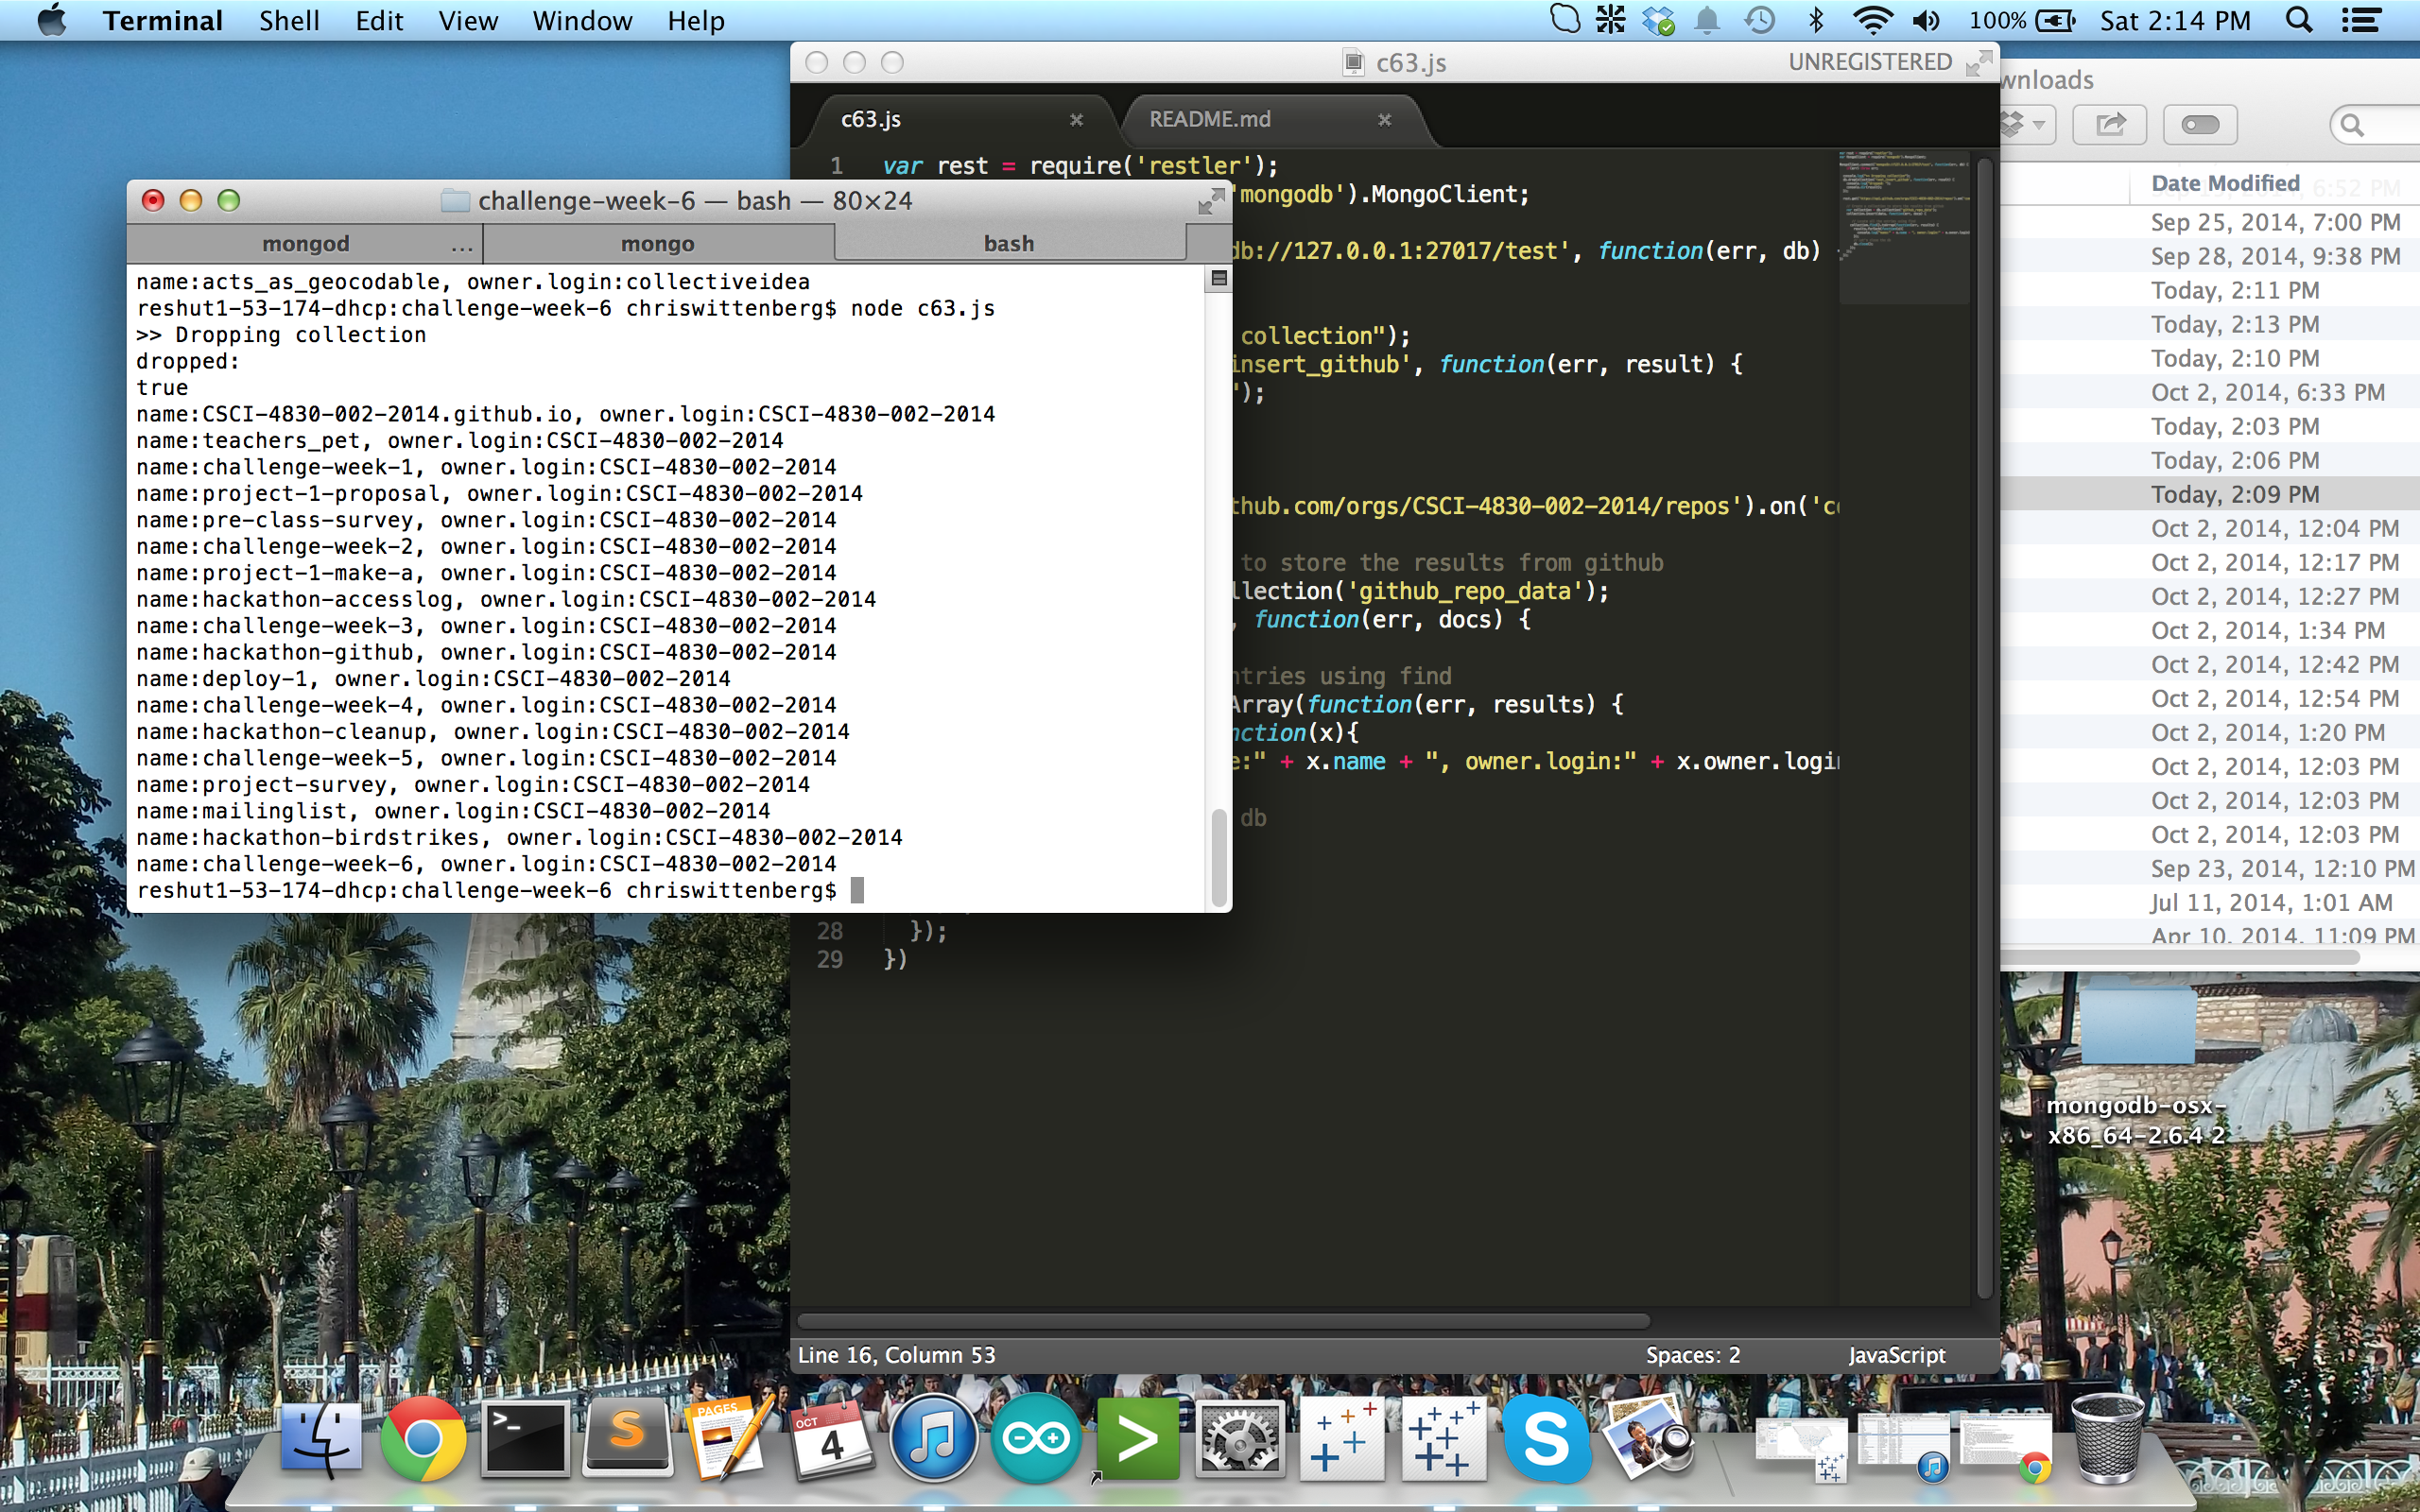 Terminal Shell Edit View Window Help 100% Sat 2:14 PM
c63.js UNREGISTERED
c63.js README.md
1 var rest = require('restler');
'mongodb').MongoClient;
db://127.0.0.1:27017/test', function(err, db)
collection");
insert_github', function(err, result) {
');
thub.com/orgs/CSCI-4830-002-2014/repos').on('c
to store the results from github
llection('github_repo_data');
, function(err, docs) {
ntries using find
Array(function(err, results) {
nction(x){
e:" + x.name + ", owner.login:" + x.owner.login
db
28 });
29 })
Line 16, Column 53 Spaces: 2 JavaScript
challenge-week-6 — bash — 80×24
mongod ... mongo bash
name:acts_as_geocodable, owner.login:collectiveidea
reshut1-53-174-dhcp:challenge-week-6 chriswittenberg$ node c63.js
>> Dropping collection
dropped:
true
name:CSCI-4830-002-2014.github.io, owner.login:CSCI-4830-002-2014
name:teachers_pet, owner.login:CSCI-4830-002-2014
name:challenge-week-1, owner.login:CSCI-4830-002-2014
name:project-1-proposal, owner.login:CSCI-4830-002-2014
name:pre-class-survey, owner.login:CSCI-4830-002-2014
name:challenge-week-2, owner.login:CSCI-4830-002-2014
name:project-1-make-a, owner.login:CSCI-4830-002-2014
name:hackathon-accesslog, owner.login:CSCI-4830-002-2014
name:challenge-week-3, owner.login:CSCI-4830-002-2014
name:hackathon-github, owner.login:CSCI-4830-002-2014
name:deploy-1, owner.login:CSCI-4830-002-2014
name:challenge-week-4, owner.login:CSCI-4830-002-2014
name:hackathon-cleanup, owner.login:CSCI-4830-002-2014
name:challenge-week-5, owner.login:CSCI-4830-002-2014
name:project-survey, owner.login:CSCI-4830-002-2014
name:mailinglist, owner.login:CSCI-4830-002-2014
name:hackathon-birdstrikes, owner.login:CSCI-4830-002-2014
name:challenge-week-6, owner.login:CSCI-4830-002-2014
reshut1-53-174-dhcp:challenge-week-6 chriswittenberg$
wnloads
Date Modified
6:52 PM
Sep 25, 2014, 7:00 PM
Sep 28, 2014, 9:38 PM
Today, 2:11 PM
Today, 2:13 PM
Today, 2:10 PM
Oct 2, 2014, 6:33 PM
Today, 2:03 PM
Today, 2:06 PM
Today, 2:09 PM
Oct 2, 2014, 12:04 PM
Oct 2, 2014, 12:17 PM
Oct 2, 2014, 12:27 PM
Oct 2, 2014, 1:34 PM
Oct 2, 2014, 12:42 PM
Oct 2, 2014, 12:54 PM
Oct 2, 2014, 1:20 PM
Oct 2, 2014, 12:03 PM
Oct 2, 2014, 12:03 PM
Oct 2, 2014, 12:03 PM
Sep 23, 2014, 12:10 PM
Jul 11, 2014, 1:01 AM
Apr 10, 2014, 11:09 PM
mongodb-osx-
x86_64-2.6.4 2
PAGES
OCT
4